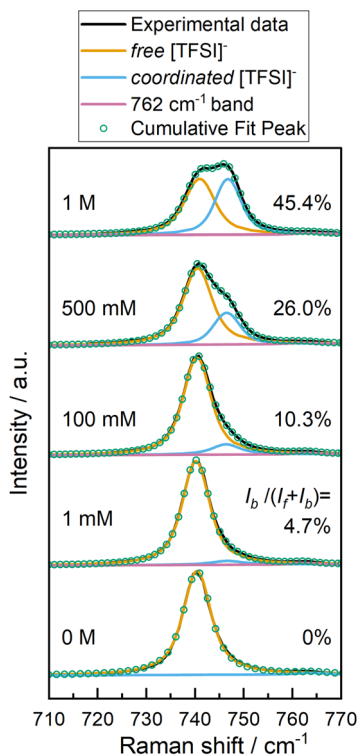 Experimental data
free [TFSI]⁻
coordinated [TFSI]⁻
762 cm⁻¹ band
Cumulative Fit Peak
1 M
45.4%
500 mM
26.0%
100 mM
10.3%
I_b /(I_f+I_b)=
1 mM
4.7%
0 M
0%
Intensity / a.u.
710 720 730 740 750 760 770
Raman shift / cm⁻¹